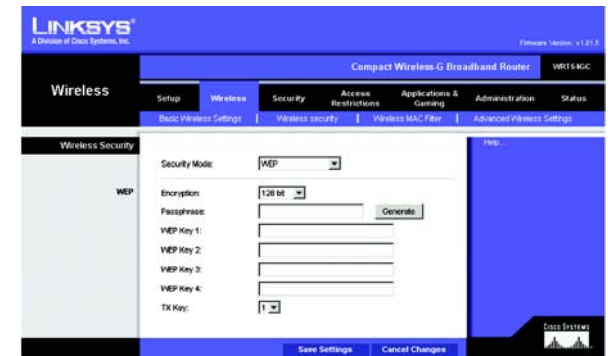 LINKSYS®
A Division of Cisco Systems, Inc.
Firmware Version: v1.01.5
Compact Wireless-G Broadband Router
WRT54GC
Wireless
Setup
Wireless
Security
Access Restrictions
Applications & Gaming
Administration
Status
Basic Wireless Settings | Wireless security | Wireless MAC Filter | Advanced Wireless Settings
Wireless Security
Help...
Security Mode: WEP
WEP
Encryption: 128 bit
Passphrase: Generate
WEP Key 1:
WEP Key 2:
WEP Key 3:
WEP Key 4:
TX Key: 1
Save Settings
Cancel Changes
CISCO SYSTEMS